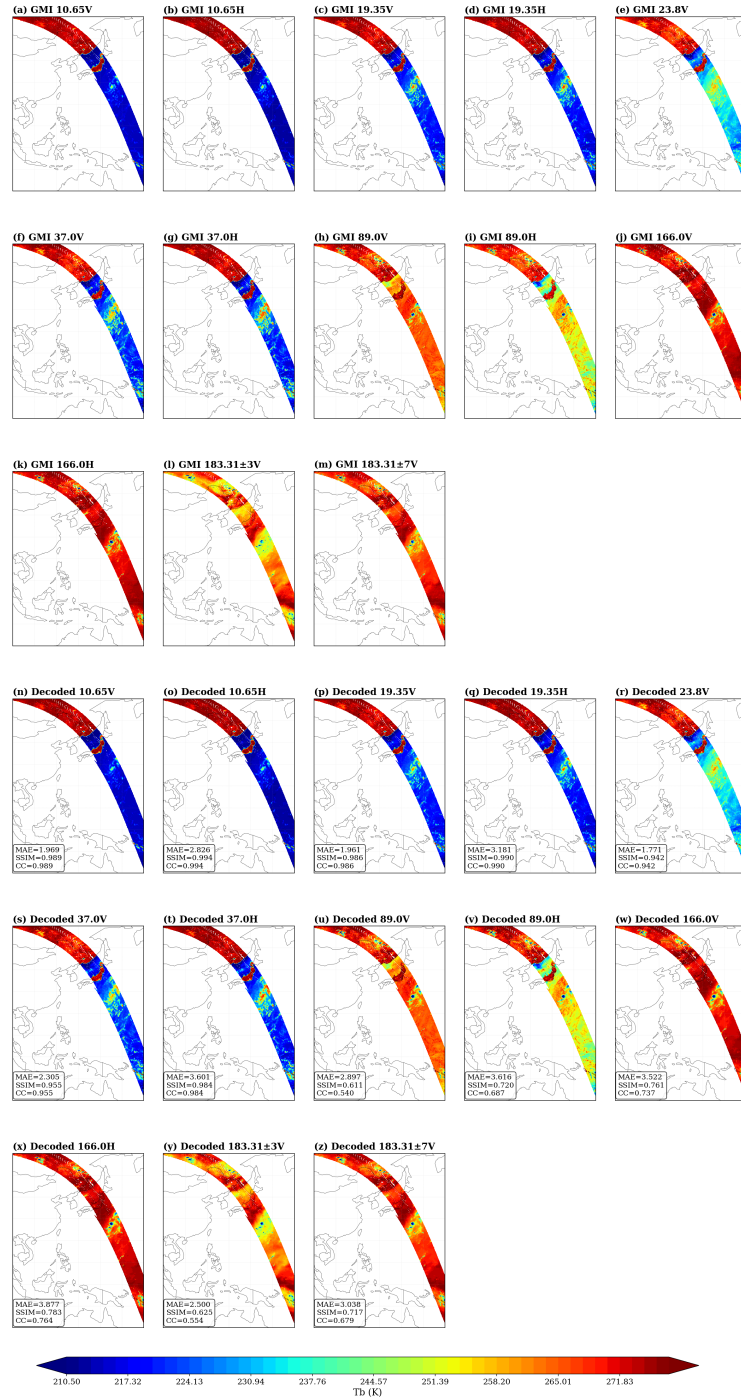 (a) GMI 10.65V
(b) GMI 10.65H
(c) GMI 19.35V
(d) GMI 19.35H
(e) GMI 23.8V
(f) GMI 37.0V
(g) GMI 37.0H
(h) GMI 89.0V
(i) GMI 89.0H
(j) GMI 166.0V
(k) GMI 166.0H
(l) GMI 183.31±3V
(m) GMI 183.31±7V
(n) Decoded 10.65V
MAE=1.969
SSIM=0.989
CC=0.989
(o) Decoded 10.65H
MAE=2.826
SSIM=0.994
CC=0.994
(p) Decoded 19.35V
MAE=1.961
SSIM=0.986
CC=0.986
(q) Decoded 19.35H
MAE=3.181
SSIM=0.990
CC=0.990
(r) Decoded 23.8V
MAE=1.771
SSIM=0.942
CC=0.942
(s) Decoded 37.0V
MAE=2.305
SSIM=0.955
CC=0.955
(t) Decoded 37.0H
MAE=3.601
SSIM=0.984
CC=0.984
(u) Decoded 89.0V
MAE=2.897
SSIM=0.611
CC=0.540
(v) Decoded 89.0H
MAE=3.616
SSIM=0.720
CC=0.687
(w) Decoded 166.0V
MAE=3.522
SSIM=0.761
CC=0.737
(x) Decoded 166.0H
MAE=3.877
SSIM=0.783
CC=0.764
(y) Decoded 183.31±3V
MAE=2.500
SSIM=0.625
CC=0.554
(z) Decoded 183.31±7V
MAE=3.038
SSIM=0.717
CC=0.679
210.50 217.32 224.13 230.94 237.76 244.57 251.39 258.20 265.01 271.83
Tb (K)